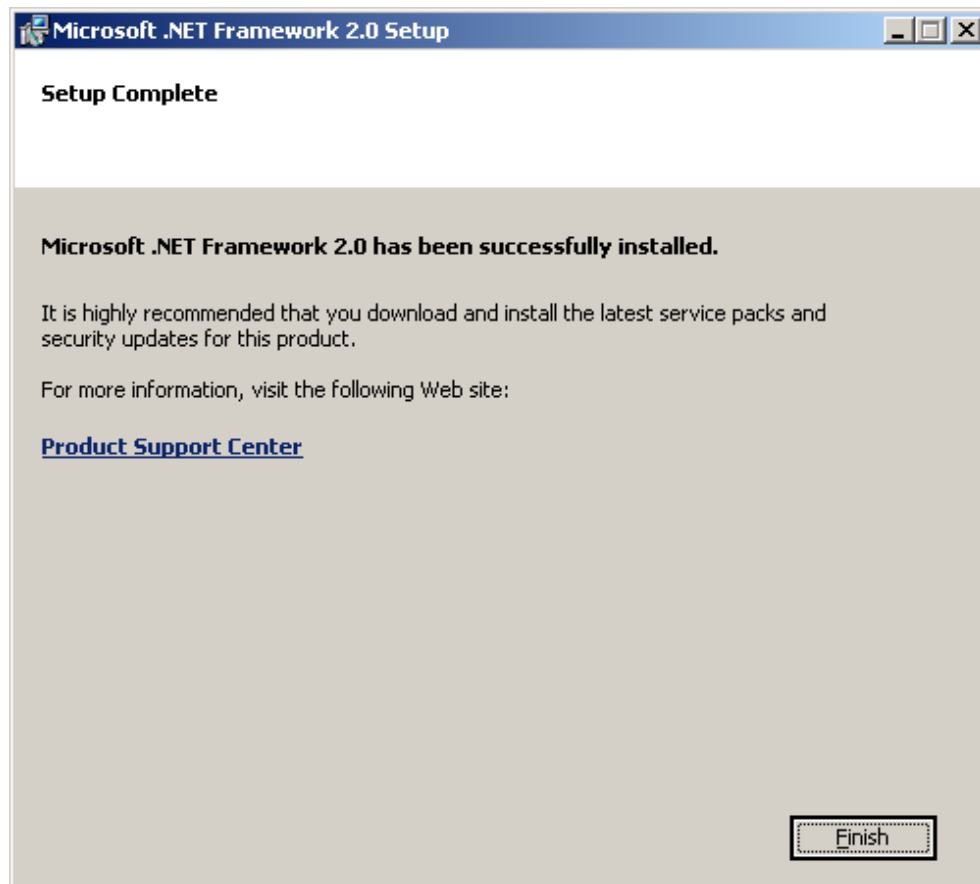 Microsoft .NET Framework 2.0 Setup
Setup Complete
Microsoft .NET Framework 2.0 has been successfully installed.
It is highly recommended that you download and install the latest service packs and
security updates for this product.
For more information, visit the following Web site:
Product Support Center
Finish